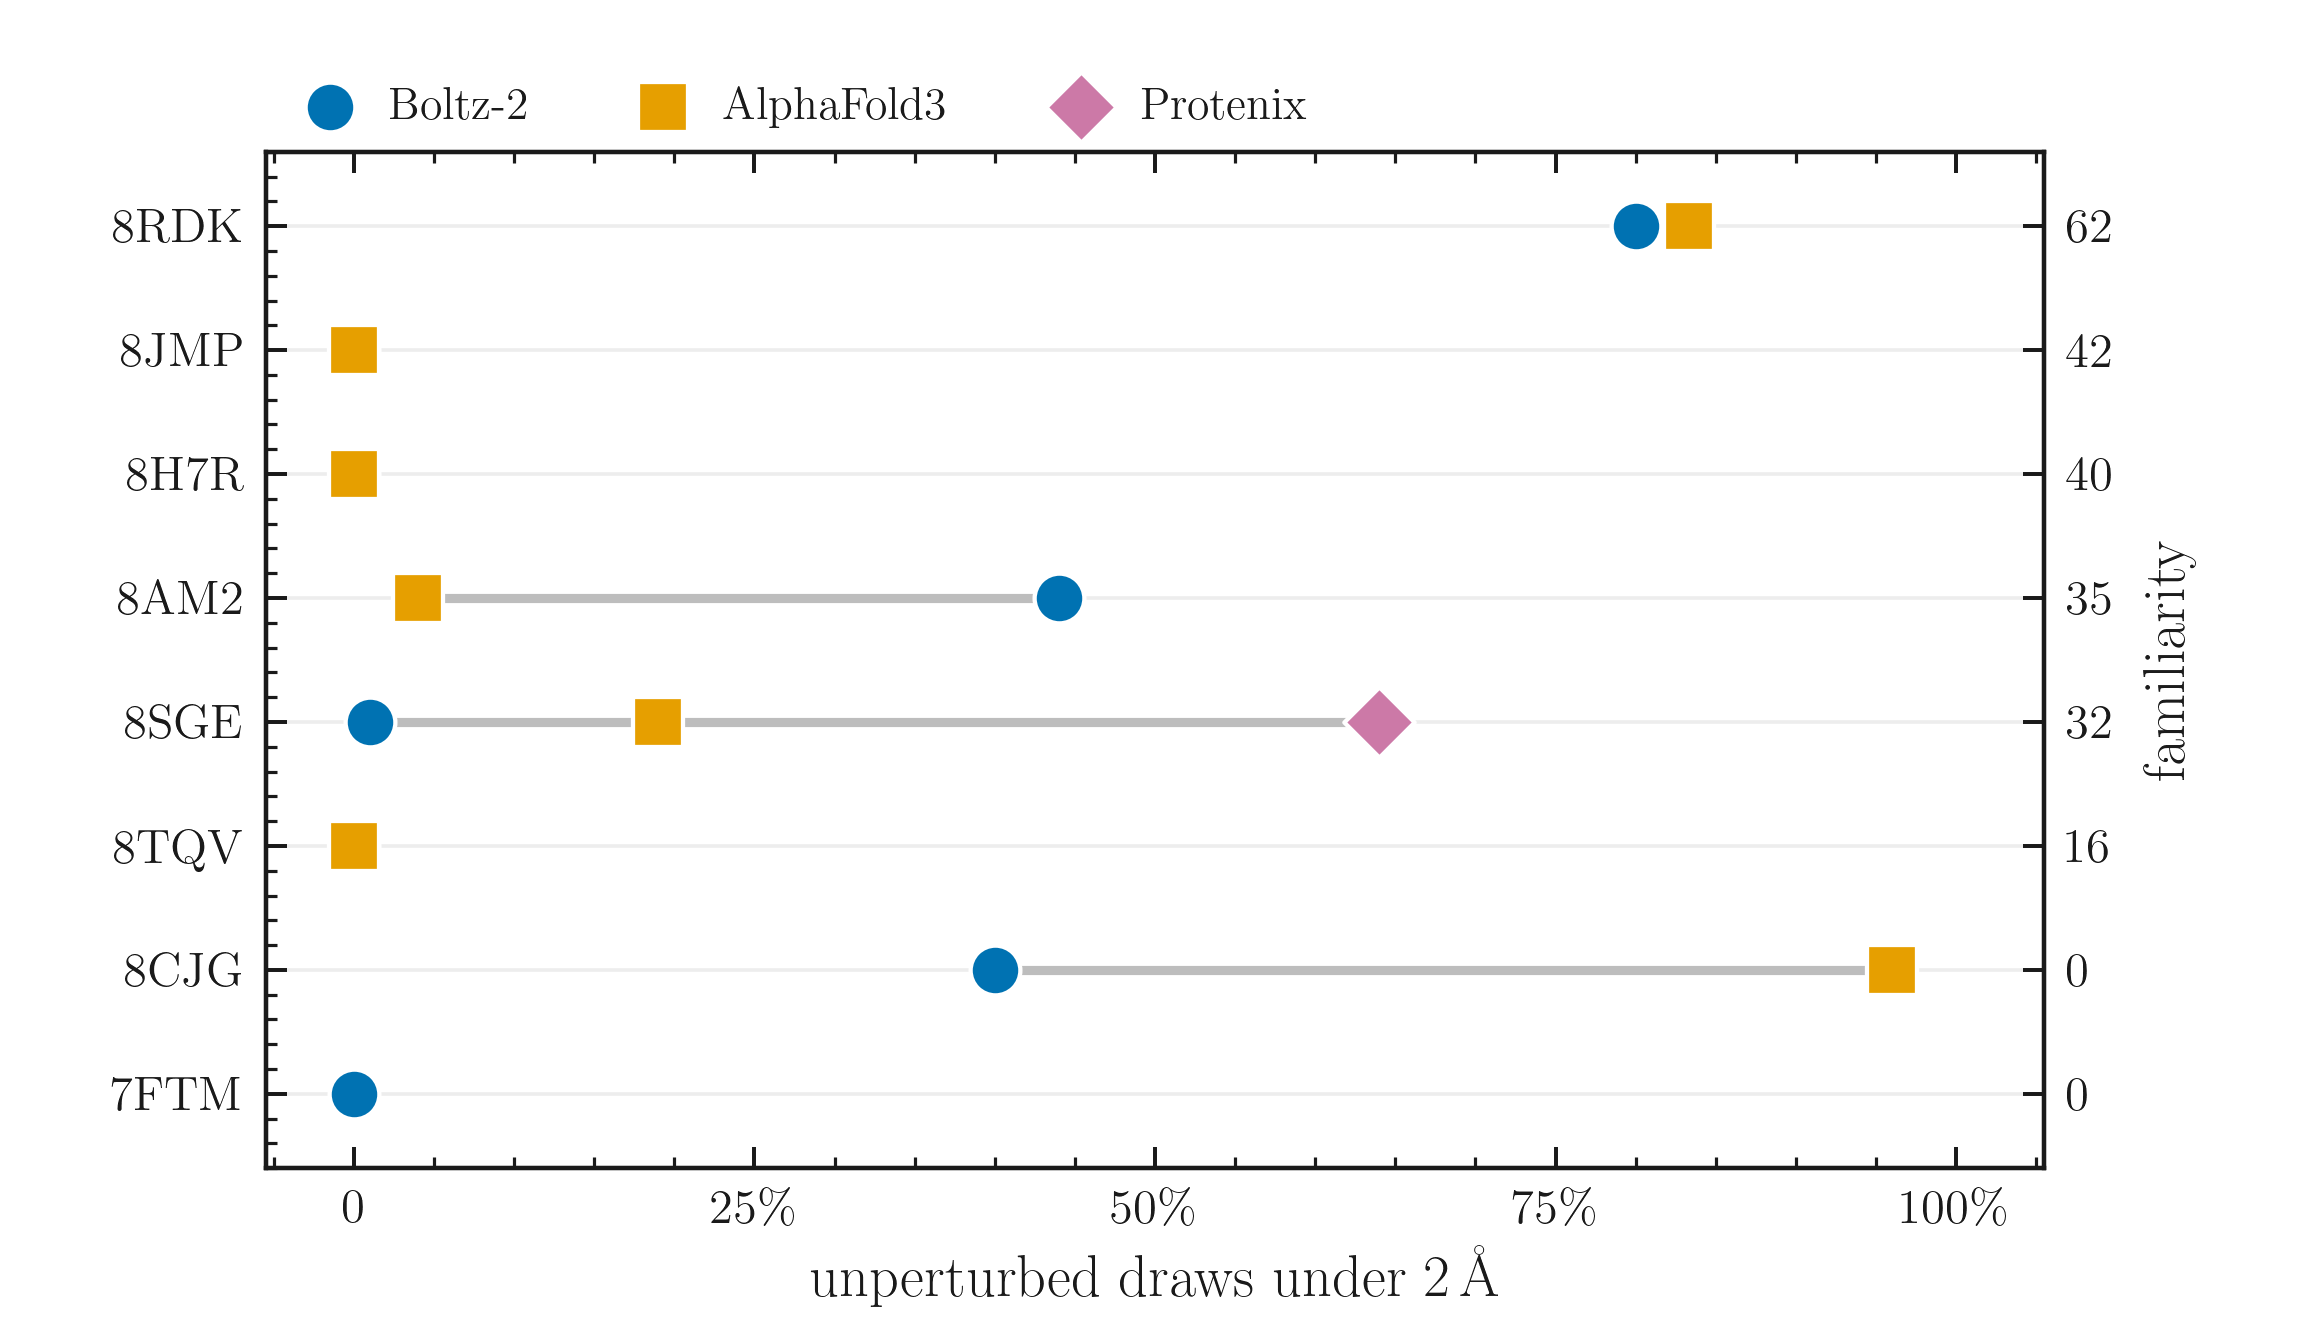 Boltz-2 AlphaFold3 Protenix
8RDK 62
8JMP 42
8H7R 40
8AM2 35
8SGE 32
8TQV 16
8CJG 0
7FTM 0
familiarity
0 25% 50% 75% 100%
unperturbed draws under 2 Å